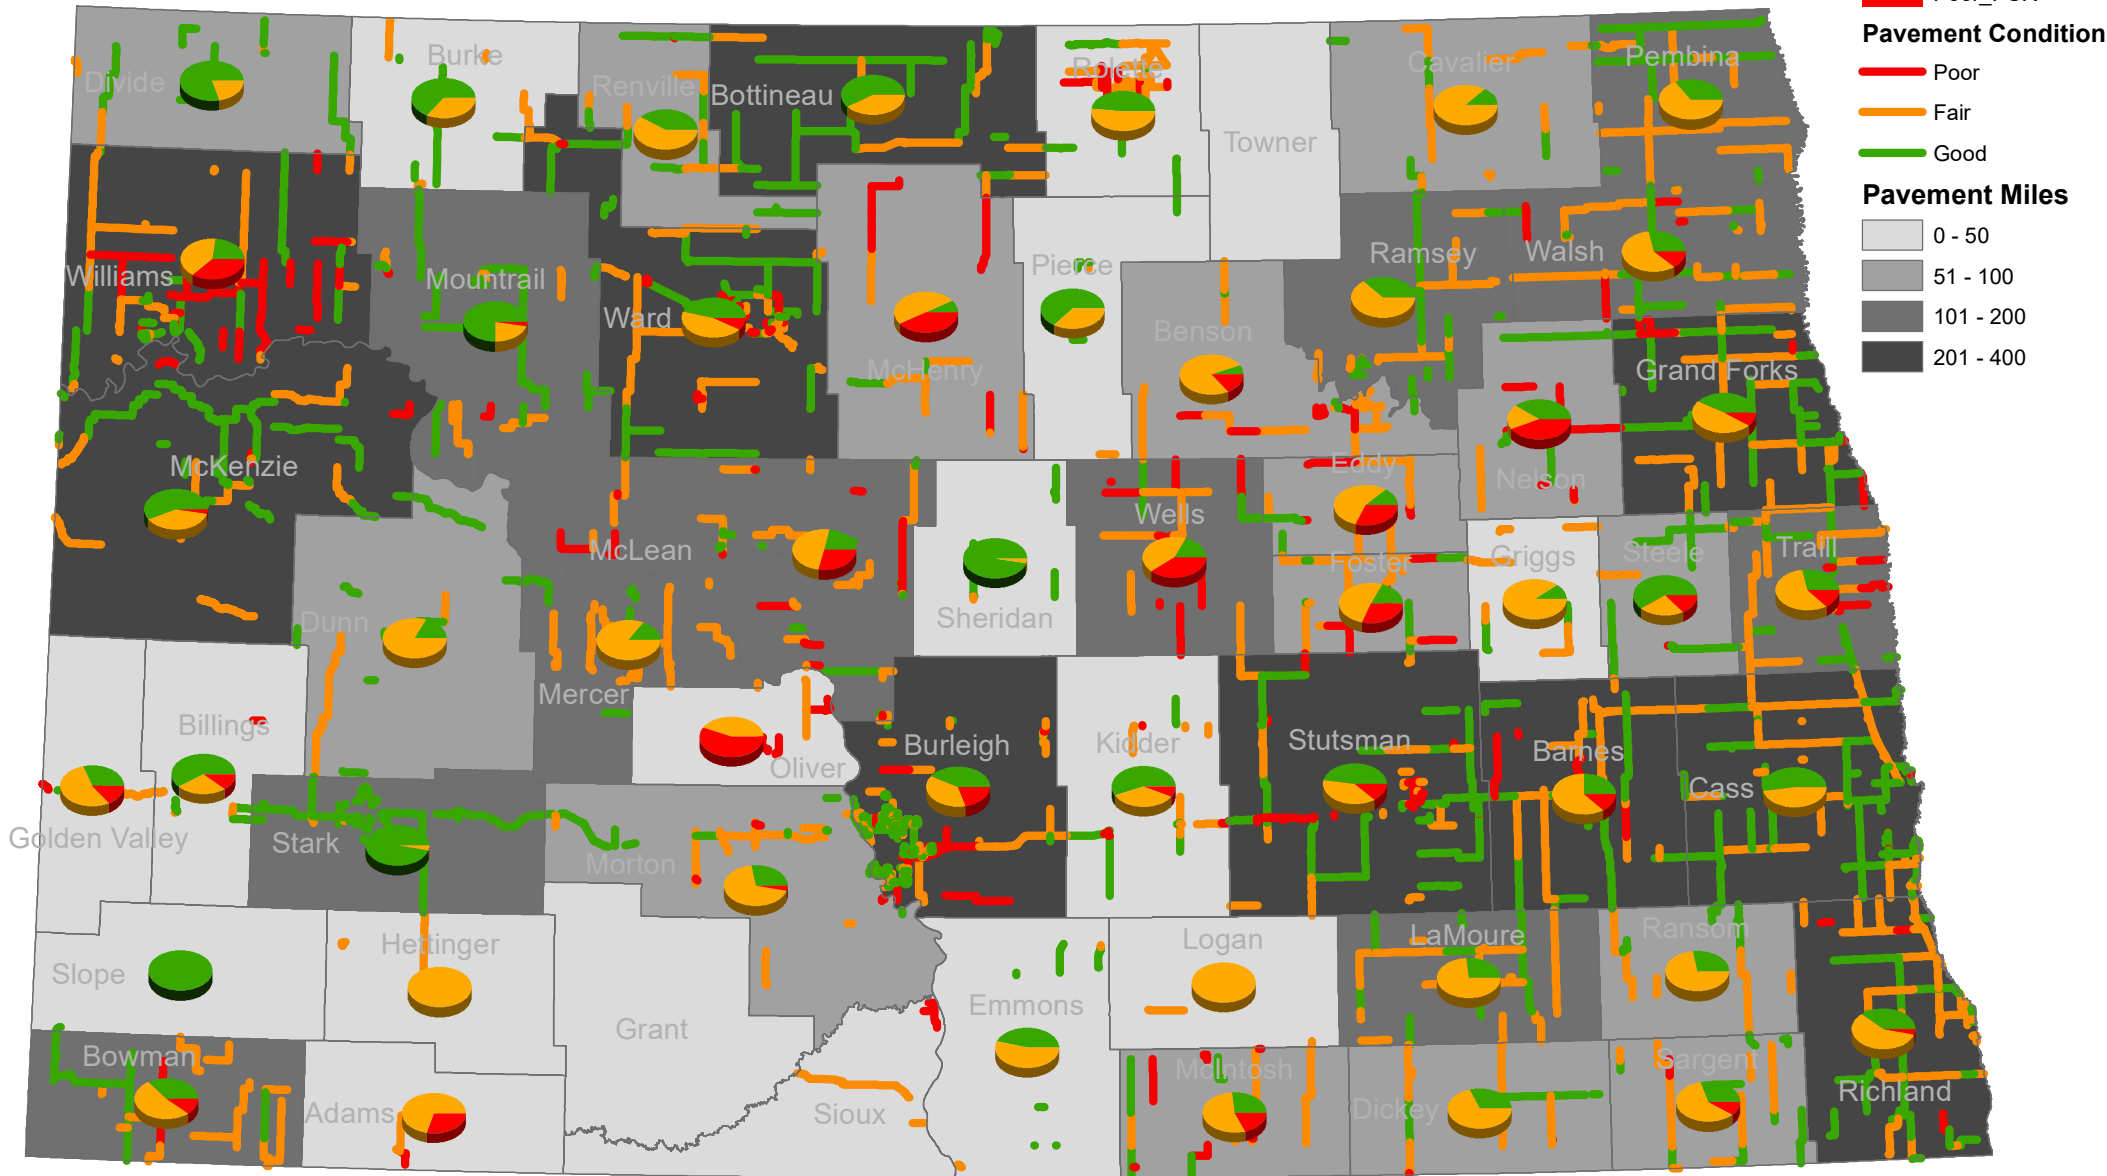 Pavement Condition
Poor
Fair
Good
Pavement Miles
0 - 50
51 - 100
101 - 200
201 - 400
Divide
Burke
Renville
Bottineau
Rolette
Towner
Cavalier
Pembina
Williams
Mountrail
Ward
McHenry
Pierce
Benson
Ramsey
Walsh
Grand Forks
Nelson
McKenzie
Eddy
Wells
McLean
Sheridan
Foster
Griggs
Steele
Traill
Dunn
Mercer
Billings
Oliver
Burleigh
Kidder
Stutsman
Barnes
Cass
Golden Valley
Stark
Morton
Hettinger
Slope
Grant
Emmons
Logan
LaMoure
Ransom
Bowman
Adams
Sioux
McIntosh
Dickey
Sargent
Richland